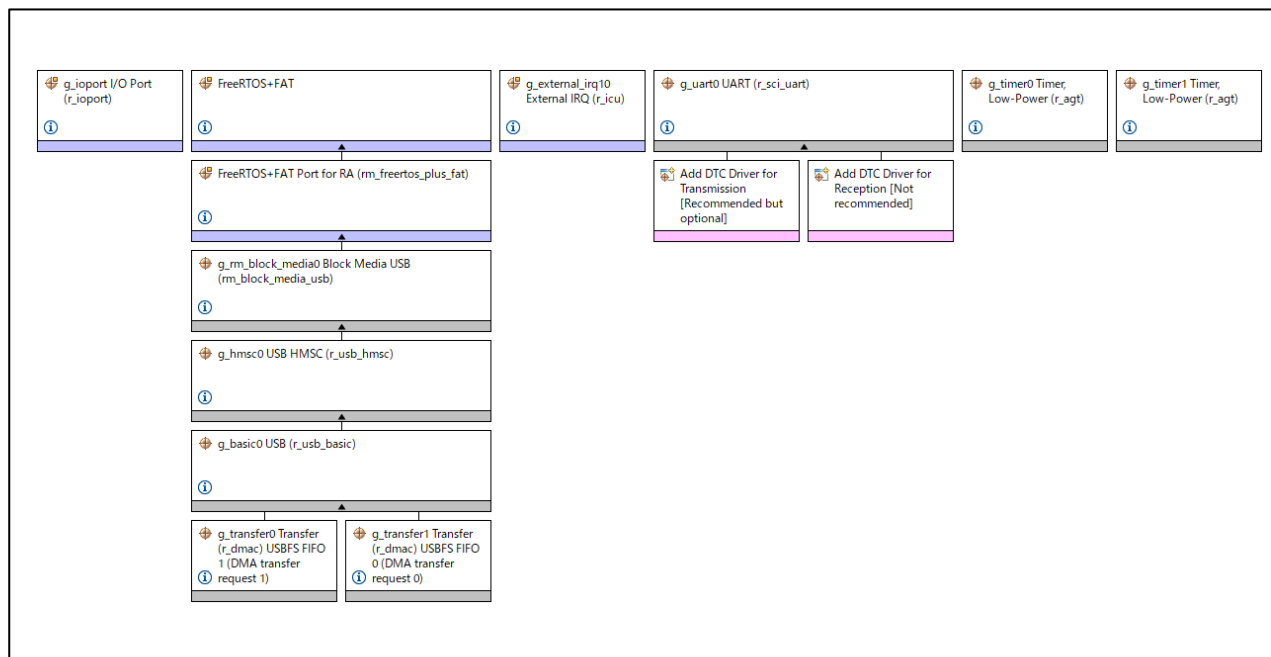 g_ioport I/O Port
(r_ioport)
FreeRTOS+FAT
g_external_irq10
External IRQ (r_icu)
g_uart0 UART (r_sci_uart)
g_timer0 Timer,
Low-Power (r_agt)
g_timer1 Timer,
Low-Power (r_agt)
FreeRTOS+FAT Port for RA (rm_freertos_plus_fat)
Add DTC Driver for
Transmission
[Recommended but
optional]
Add DTC Driver for
Reception [Not
recommended]
g_rm_block_media0 Block Media USB
(rm_block_media_usb)
g_hmsc0 USB HMSC (r_usb_hmsc)
g_basic0 USB (r_usb_basic)
g_transfer0 Transfer
(r_dmac) USBFS FIFO
1 (DMA transfer
request 1)
g_transfer1 Transfer
(r_dmac) USBFS FIFO
0 (DMA transfer
request 0)